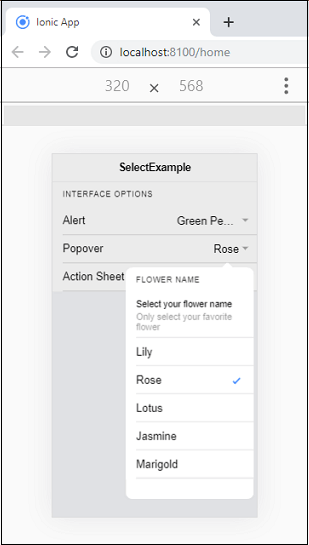 Ionic App
localhost:8100/home
320 × 568
SelectExample
INTERFACE OPTIONS
Alert Green Pe...
Popover Rose
Action Sheet
FLOWER NAME
Select your flower name
Only select your favorite
flower
Lily
Rose
Lotus
Jasmine
Marigold